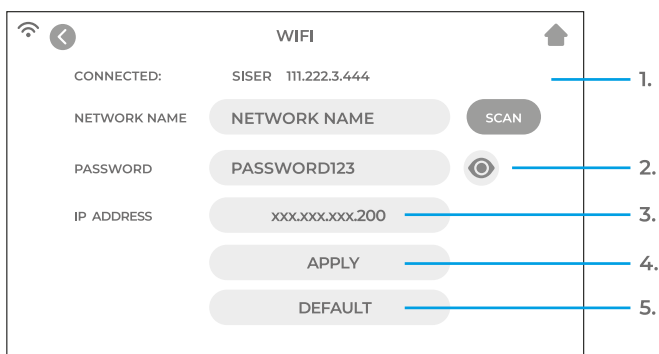 WIFI
CONNECTED: SISER 111.222.3.444 1.
NETWORK NAME NETWORK NAME SCAN
PASSWORD PASSWORD123 2.
IP ADDRESS xxx.xxx.xxx.200 3.
APPLY 4.
DEFAULT 5.